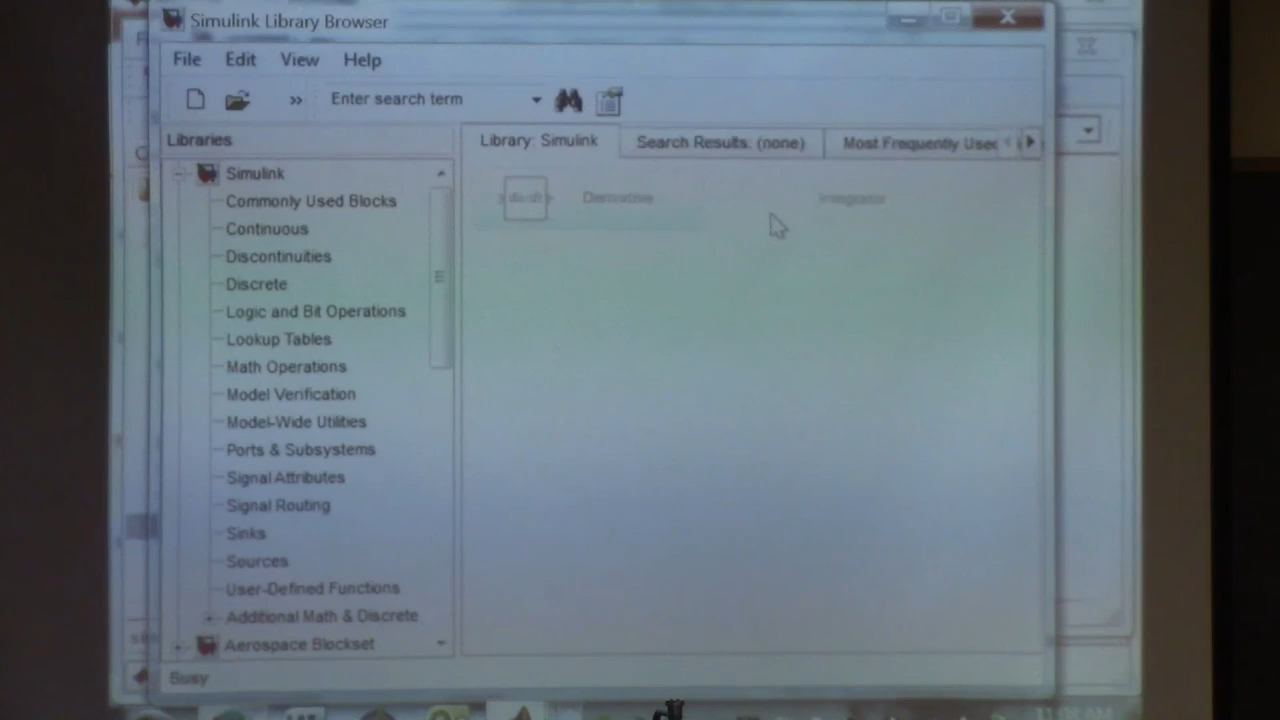 Simulink Library Browser
File Edit View Help
» Enter search term
Libraries
Library: Simulink
Search Results: (none)
Most Frequently Used
Simulink
Commonly Used Blocks
Continuous
Discontinuities
Discrete
Logic and Bit Operations
Lookup Tables
Math Operations
Model Verification
Model-Wide Utilities
Ports & Subsystems
Signal Attributes
Signal Routing
Sinks
Sources
User-Defined Functions
Additional Math & Discrete
Aerospace Blockset
du/dt
Derivative
Integrator
Busy